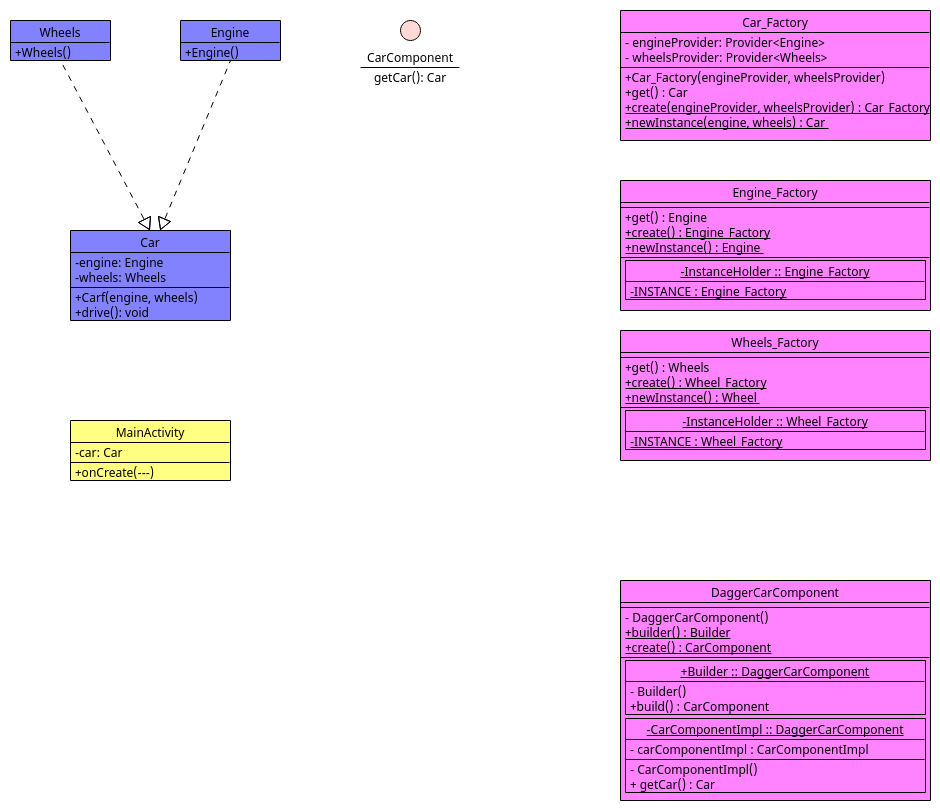 Wheels
+Wheels()
Engine
+Engine()
CarComponent
getCar(): Car
Car
-engine: Engine
-wheels: Wheels
+Carf(engine, wheels)
+drive(): void
MainActivity
-car: Car
+onCreate(---)
Car_Factory
- engineProvider: Provider<Engine>
- wheelsProvider: Provider<Wheels>
+Car_Factory(engineProvider, wheelsProvider)
+get() : Car
+create(engineProvider, wheelsProvider) : Car_Factory
+newInstance(engine, wheels) : Car
Engine_Factory
+get() : Engine
+create() : Engine_Factory
+newInstance() : Engine
-InstanceHolder :: Engine_Factory
-INSTANCE : Engine_Factory
Wheels_Factory
+get() : Wheels
+create() : Wheel_Factory
+newInstance() : Wheel
-InstanceHolder :: Wheel_Factory
-INSTANCE : Wheel_Factory
DaggerCarComponent
- DaggerCarComponent()
+builder() : Builder
+create() : CarComponent
+Builder :: DaggerCarComponent
- Builder()
+build() : CarComponent
-CarComponentImpl :: DaggerCarComponent
- carComponentImpl : CarComponentImpl
- CarComponentImpl()
+ getCar() : Car